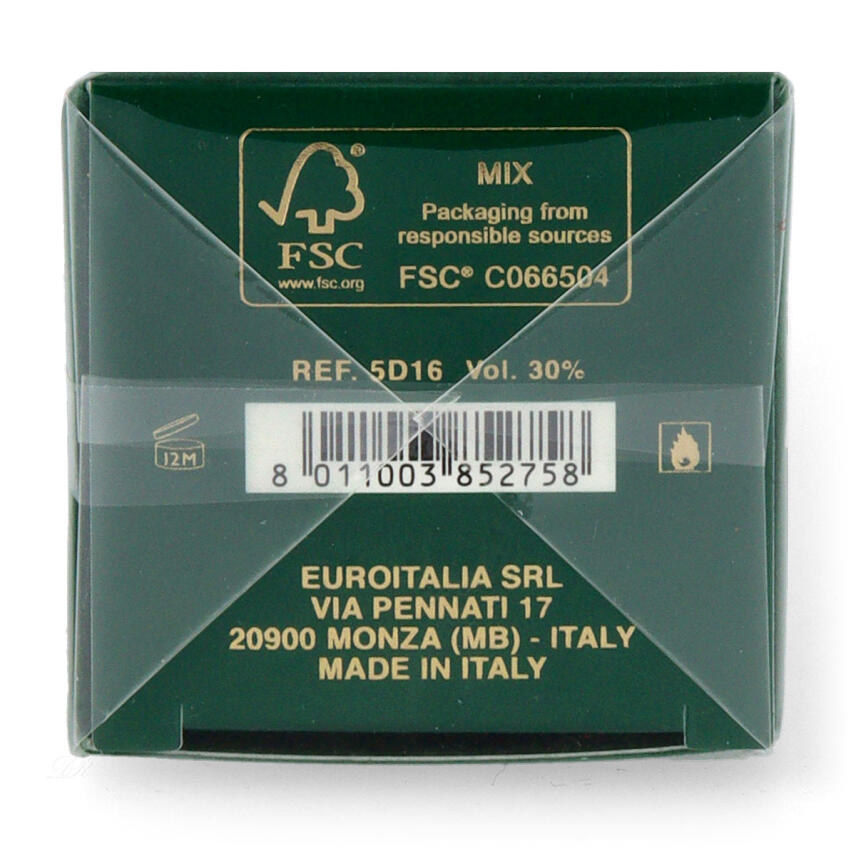 MIX
Packaging from
responsible sources
FSC® C066504
®
FSC
www.fsc.org
REF. 5D16 Vol. 30%
12M
8 011003 852758
EUROITALIA SRL
VIA PENNATI 17
20900 MONZA (MB) - ITALY
MADE IN ITALY